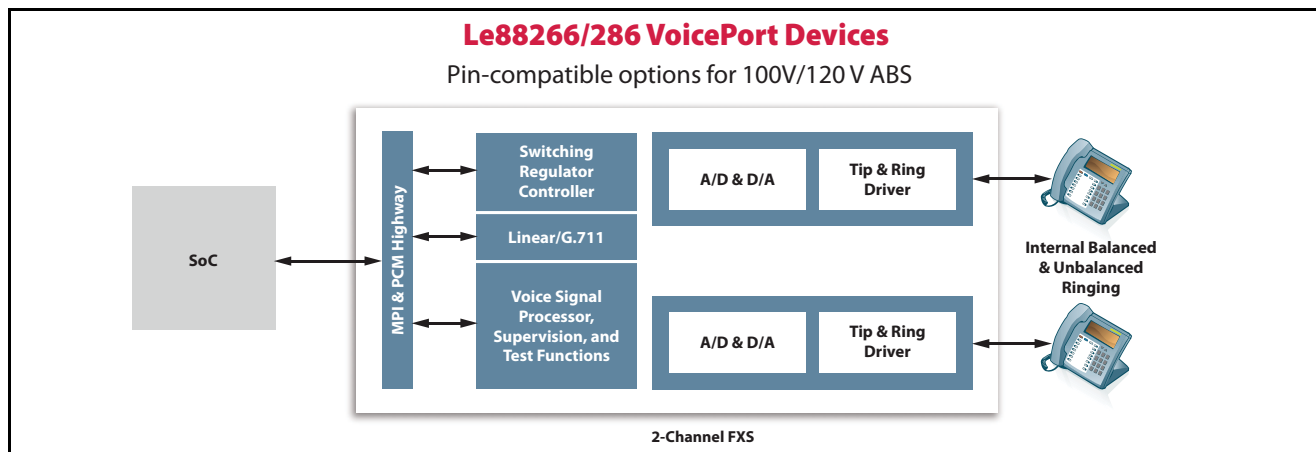 Le88266/286 VoicePort Devices
Pin-compatible options for 100V/120 V ABS
SoC
MPI & PCM Highway
Switching
Regulator
Controller
Linear/G.711
Voice Signal
Processor,
Supervision, and
Test Functions
A/D & D/A
Tip & Ring
Driver
A/D & D/A
Tip & Ring
Driver
Internal Balanced
& Unbalanced
Ringing
2-Channel FXS